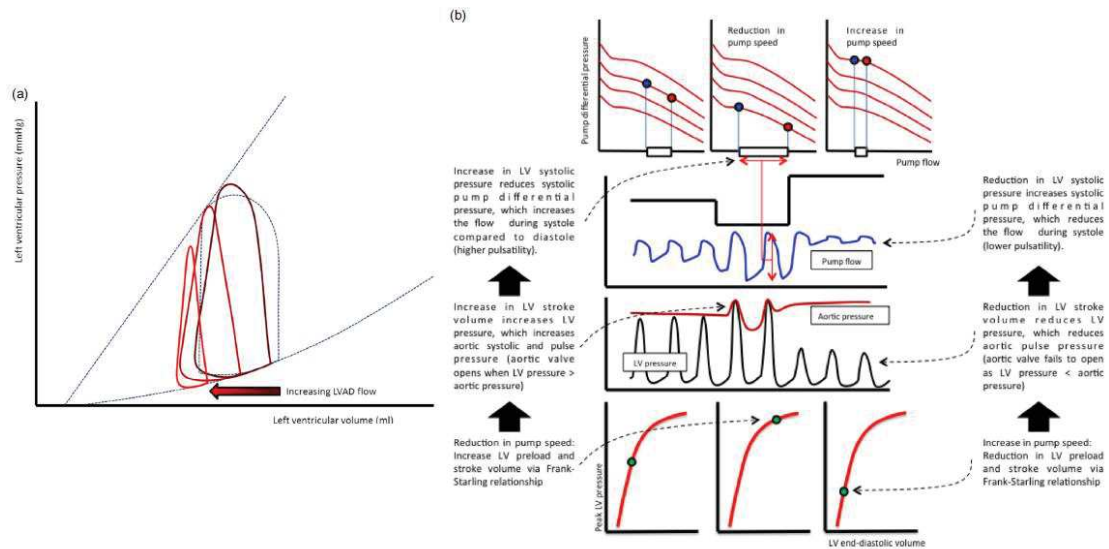 (a)
Left ventricular pressure (mmHg)
Increasing LVAD flow
Left ventricular volume (ml)
(b)
Pump differential pressure
Reduction in
pump speed
Increase in
pump speed
Pump flow
Increase in LV systolic
pressure reduces systolic
pump differential
pressure, which increases
the flow during systole
compared to diastole
(higher pulsatility).
Increase in LV stroke
volume increases LV
pressure, which increases
aortic systolic and pulse
pressure (aortic valve
opens when LV pressure >
aortic pressure)
Reduction in pump speed:
Increase LV preload and
stroke volume via Frank-
Starling relationship
Pump flow
Aortic pressure
LV pressure
Peak LV pressure
LV end-diastolic volume
Reduction in LV systolic
pressure increases systolic
pump differential
pressure, which reduces
the flow during systole
(lower pulsatility).
Reduction in LV stroke
volume reduces LV
pressure, which reduces
aortic pulse pressure
(aortic valve fails to open
as LV pressure < aortic
pressure)
Increase in pump speed:
Reduction in LV preload
and stroke volume via
Frank-Starling relationship